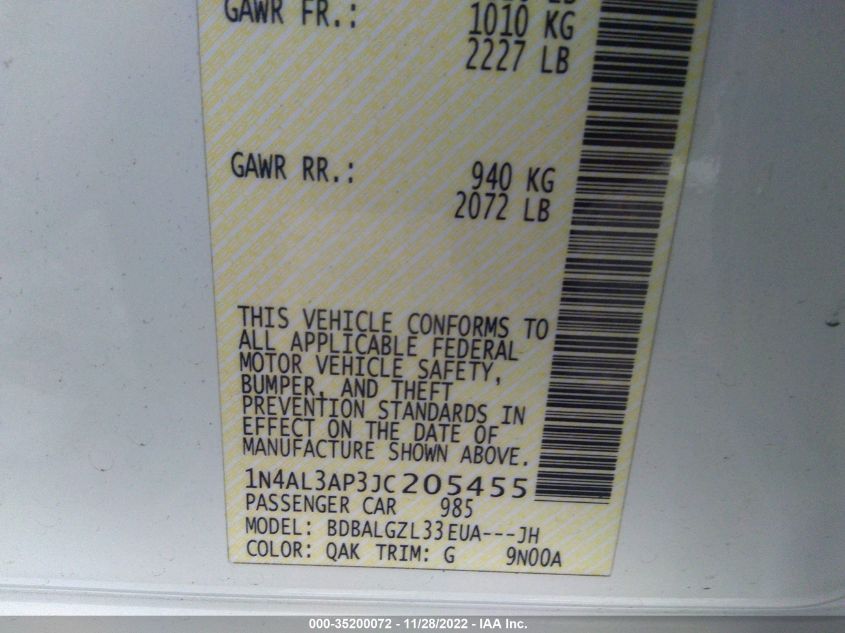 GAWR FR.:
1010 KG
2227 LB
GAWR RR.:
940 KG
2072 LB
THIS VEHICLE CONFORMS TO
ALL APPLICABLE FEDERAL
MOTOR VEHICLE SAFETY,
BUMPER, AND THEFT
PREVENTION STANDARDS IN
EFFECT ON THE DATE OF
MANUFACTURE SHOWN ABOVE.
1N4AL3AP3JC205455
PASSENGER CAR 985
MODEL: BDBALGZL33EUA---JH
COLOR: QAK TRIM: G 9N00A
000-35200072 - 11/28/2022 - IAA Inc.